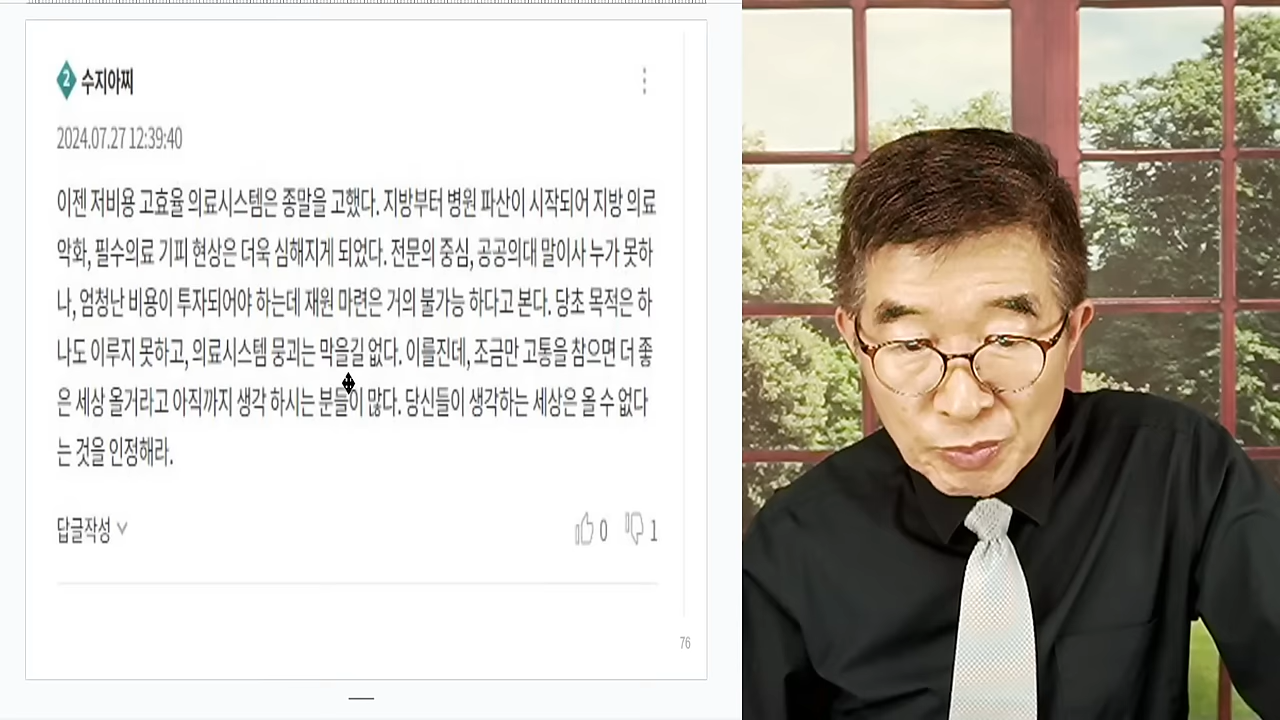 2 수지아찌
2024.07.27 12:39:40
이젠 저비용 고효율 의료시스템은 종말을 고했다. 지방부터 병원 파산이 시작되어 지방 의료
악화, 필수의료 기피 현상은 더욱 심해지게 되었다. 전문의 중심, 공공의대 말이사 누가 못하
나, 엄청난 비용이 투자되어야 하는데 재원 마련은 거의 불가능 하다고 본다. 당초 목적은 하
나도 이루지 못하고, 의료시스템 뭉괴는 막을길 없다. 이를진데, 조금만 고통을 참으면 더 좋
은 세상 올거라고 아직까지 생각 하시는 분들이 많다. 당신들이 생각하는 세상은 올 수 없다
는 것을 인정해라.
답글작성
0 1
76